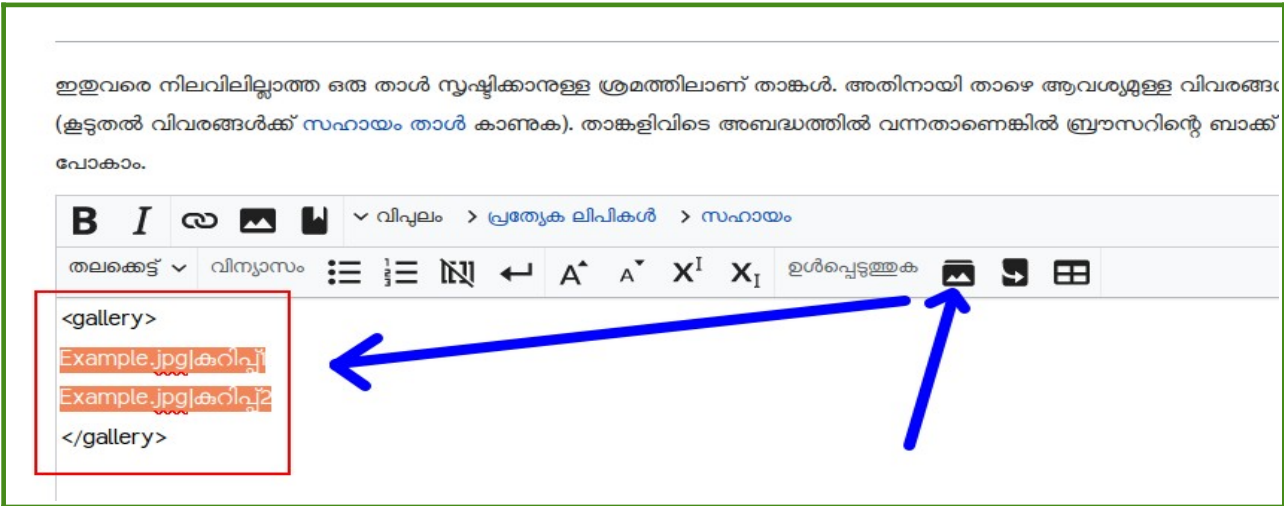 ഇതുവരെ നിലവിലില്ലാത്ത ഒരു താൾ സൃഷ്ടിക്കാനുള്ള ശ്രമത്തിലാണ് താങ്കൾ. അതിനായി താഴെ ആവശ്യമുള്ള വിവരങ്ങ
(കൂടുതൽ വിവരങ്ങൾക്ക് സഹായം താൾ കാണുക). താങ്കളിവിടെ അബദ്ധത്തിൽ വന്നതാണെങ്കിൽ ബ്രൗസറിന്റെ ബാക്ക്
പോകാം.
B I വിപുലം പ്രത്യേക ലിപികൾ സഹായം
തലക്കെട്ട് വിന്യാസം A A X I X I ഉൾപ്പെടുത്തുക
<gallery>
Example.jpg|കുറിപ്പ്1
Example.jpg|കുറിപ്പ്2
</gallery>